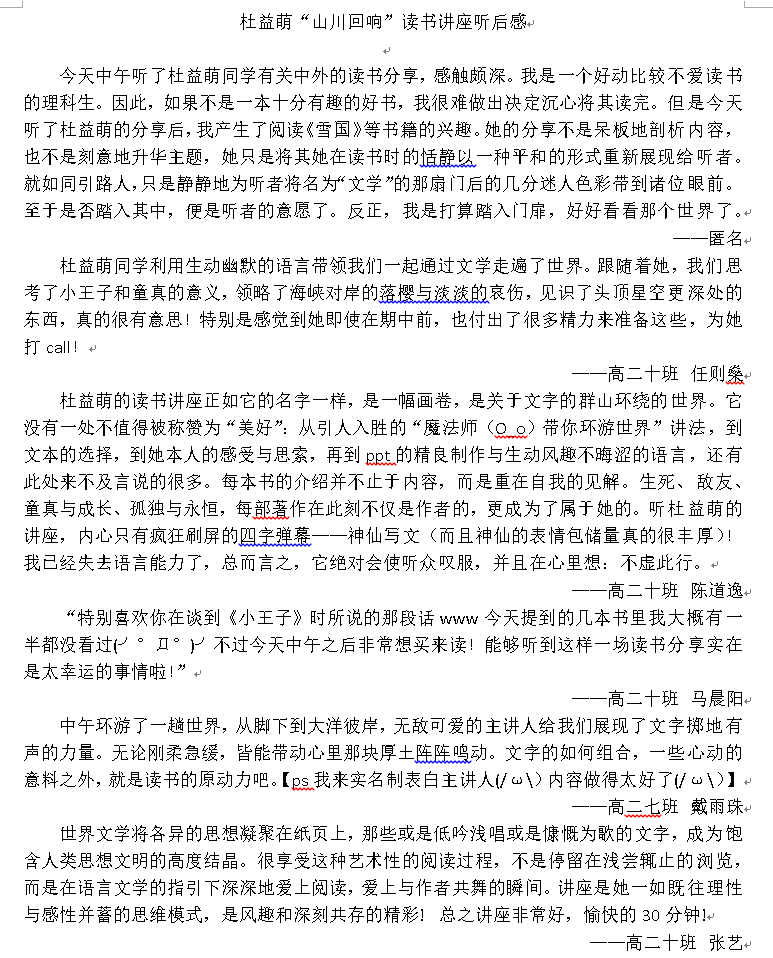 杜益萌“山川回响”读书讲座听后感
今天中午听了杜益萌同学有关中外的读书分享，感触颇深。我是一个好动比较不爱读书
的理科生。因此，如果不是一本十分有趣的好书，我很难做出决定沉心将其读完。但是今天
听了杜益萌的分享后，我产生了阅读《雪国》等书籍的兴趣。她的分享不是呆板地剖析内容，
也不是刻意地升华主题，她只是将其她在读书时的恬静以一种平和的形式重新展现给听者。
就如同引路人，只是静静地为听者将名为“文学”的那扇门后的几分迷人色彩带到诸位眼前。
至于是否踏入其中，便是听者的意愿了。反正，我是打算踏入门扉，好好看看那个世界了。
——匿名
杜益萌同学利用生动幽默的语言带领我们一起通过文学走遍了世界。跟随着她，我们思
考了小王子和童真的意义，领略了海峡对岸的落樱与淡淡的哀伤，见识了头顶星空更深处的
东西，真的很有意思！特别是感觉到她即使在期中前，也付出了很多精力来准备这些，为她
打 call！
——高二十班 任则燊
杜益萌的读书讲座正如它的名字一样，是一幅画卷，是关于文字的群山环绕的世界。它
没有一处不值得被称赞为“美好”：从引人入胜的“魔法师（O_o）带你环游世界”讲法，到
文本的选择，到她本人的感受与思索，再到 ppt 的精良制作与生动风趣不晦涩的语言，还有
此处来不及言说的很多。每本书的介绍并不止于内容，而是重在自我的见解。生死、敌友、
童真与成长、孤独与永恒，每部著作在此刻不仅是作者的，更成为了属于她的。听杜益萌的
讲座，内心只有疯狂刷屏的四字弹幕——神仙写文（而且神仙的表情包储量真的很丰厚）！
我已经失去语言能力了，总而言之，它绝对会使听众叹服，并且在心里想：不虚此行。
——高二十班 陈道逸
“特别喜欢你在谈到《小王子》时所说的那段话 www 今天提到的几本书里我大概有一
半都没看过(╯°Д°)╯ 不过今天中午之后非常想买来读！能够听到这样一场读书分享实在
是太幸运的事情啦！”
——高二十班 马晨阳
中午环游了一趟世界，从脚下到大洋彼岸，无敌可爱的主讲人给我们展现了文字掷地有
声的力量。无论刚柔急缓，皆能带动心里那块厚土阵阵鸣动。文字的如何组合，一些心动的
意料之外，就是读书的原动力吧。【ps 我来实名制表白主讲人(/ω\）内容做得太好了(/ω\）】
——高二七班 戴雨珠
世界文学将各异的思想凝聚在纸页上，那些或是低吟浅唱或是慷慨为歌的文字，成为饱
含人类思想文明的高度结晶。很享受这种艺术性的阅读过程，不是停留在浅尝辄止的浏览，
而是在语言文学的指引下深深地爱上阅读，爱上与作者共舞的瞬间。讲座是她一如既往理性
与感性并蓄的思维模式，是风趣和深刻共存的精彩！ 总之讲座非常好，愉快的 30 分钟！
——高二十班 张艺